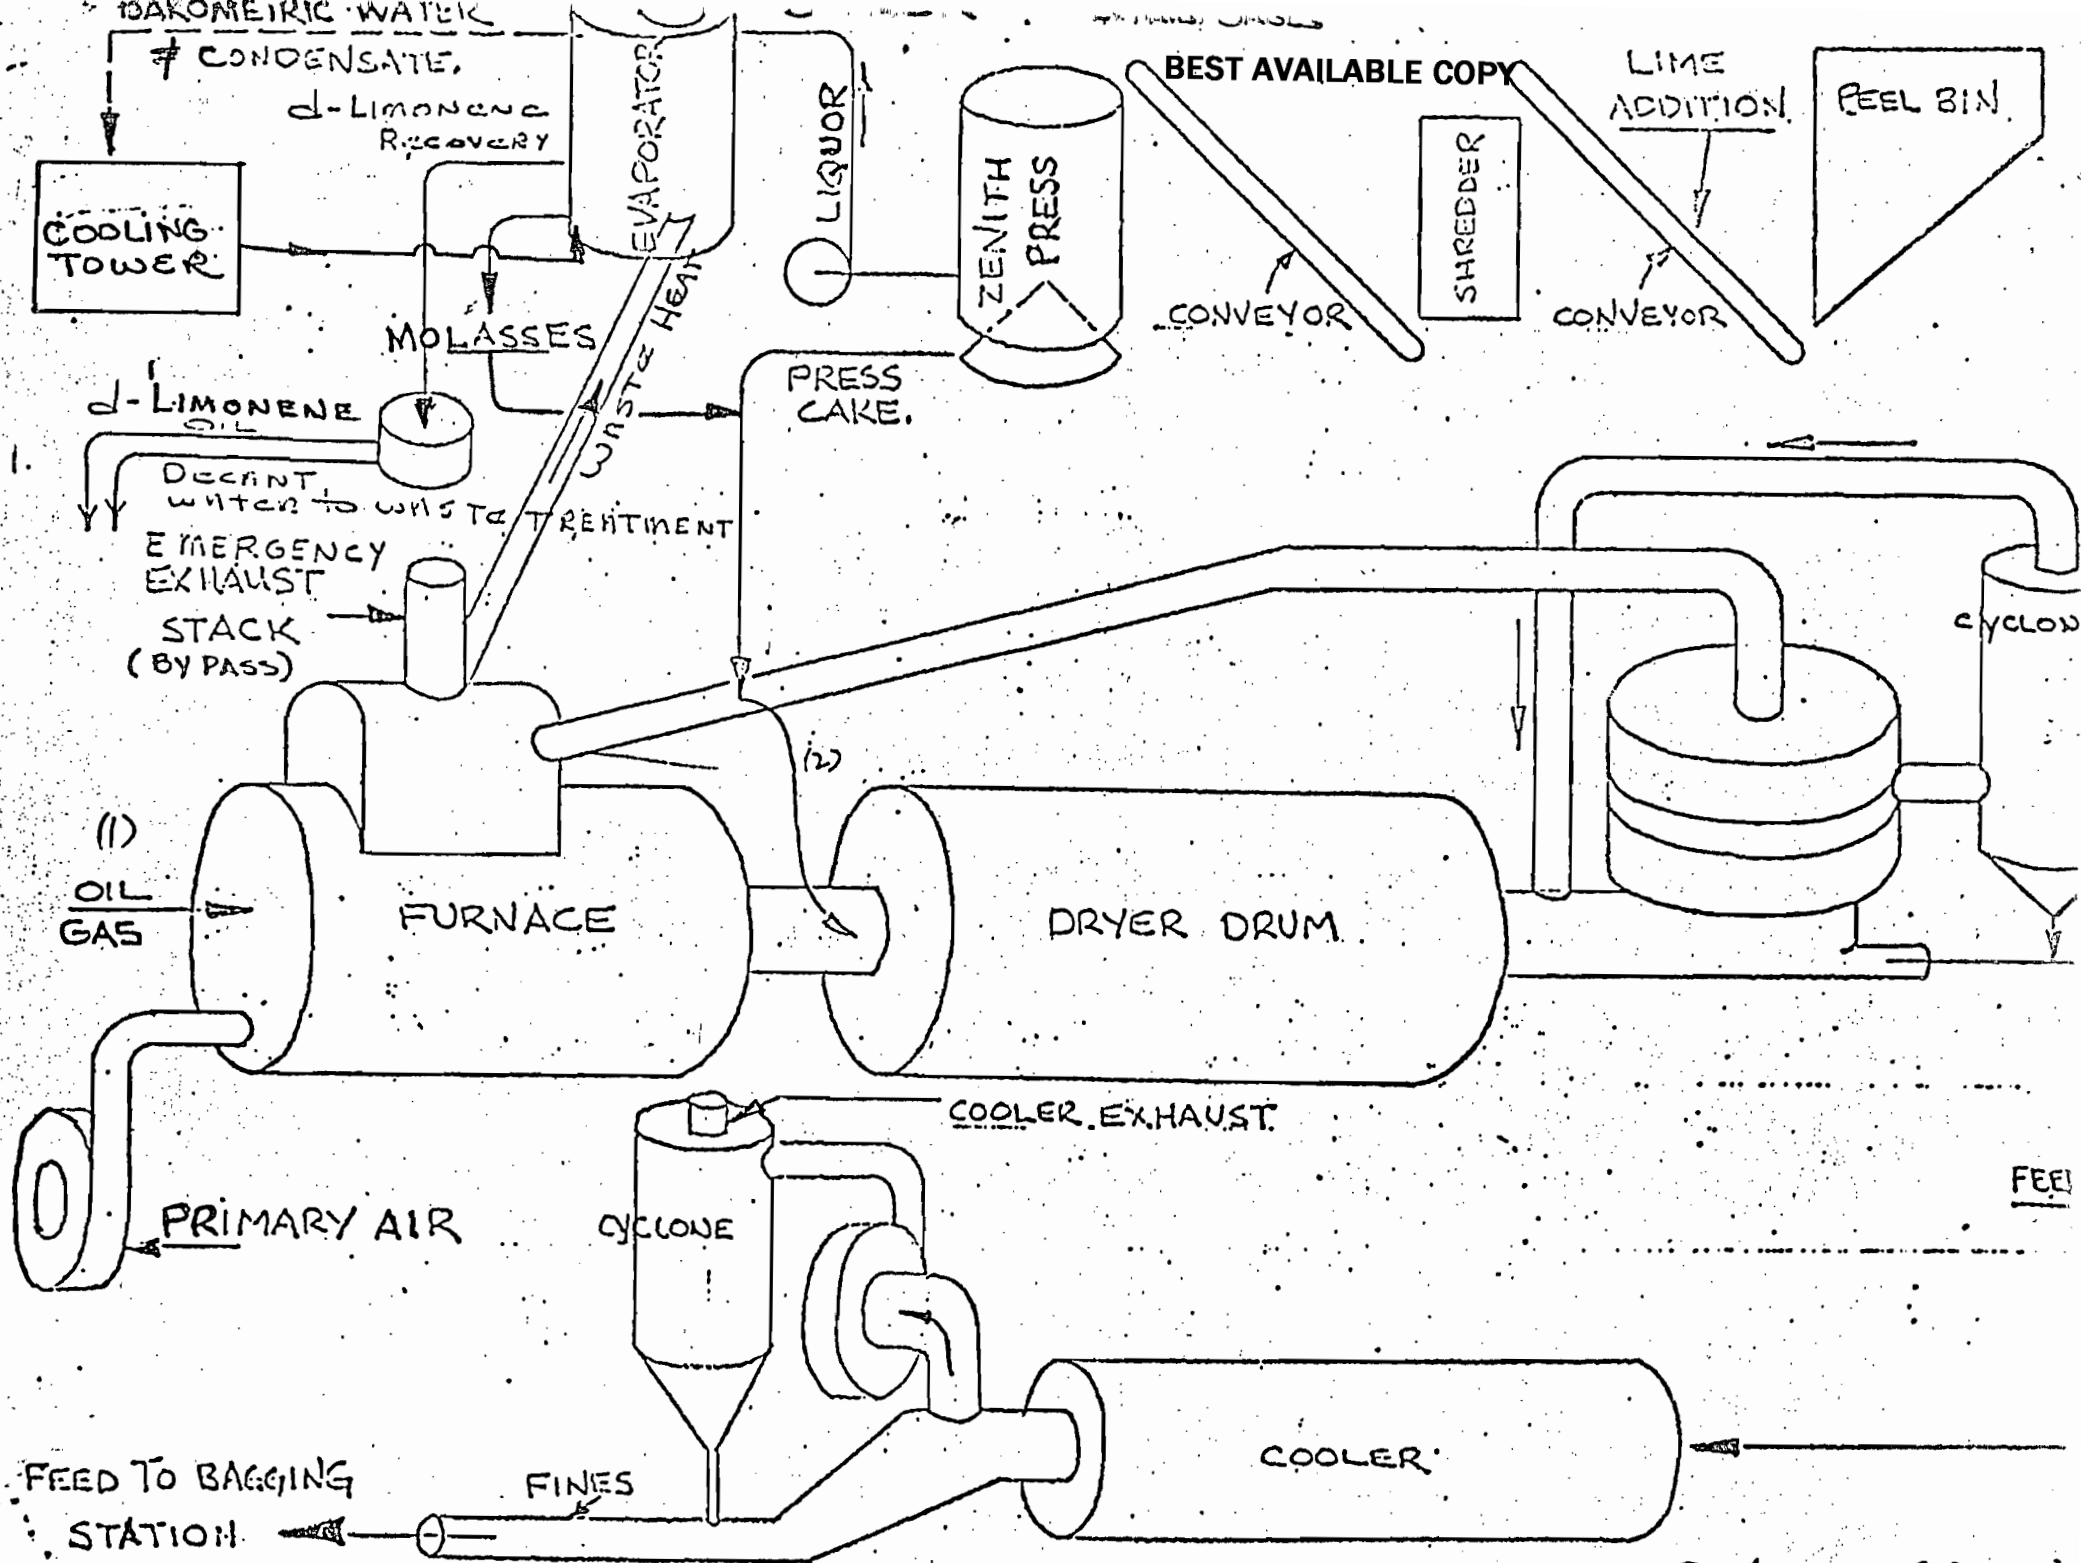 BAROMETRIC WATER
& CONDENSATE.
d-LIMONENE
RECOVERY
EVAPORATOR
LIQUOR
ZENITH
PRESS
BEST AVAILABLE COPY
SHREDDER
LIME
ADDITION
PEEL BIN
COOLING
TOWER
CONVEYOR
CONVEYOR
MOLASSES
WASTE HEAT
PRESS
CAKE.
d-LIMONENE
OIL
1.
DECANT
WATER TO WASTE TREATMENT
EMERGENCY
EXHAUST
STACK
(BY PASS)
CYCLON
(2)
(1)
OIL
GAS
FURNACE
DRYER DRUM
COOLER EXHAUST
FEE
PRIMARY AIR
CYCLONE
COOLER
FEED TO BAGGING
STATION
FINES